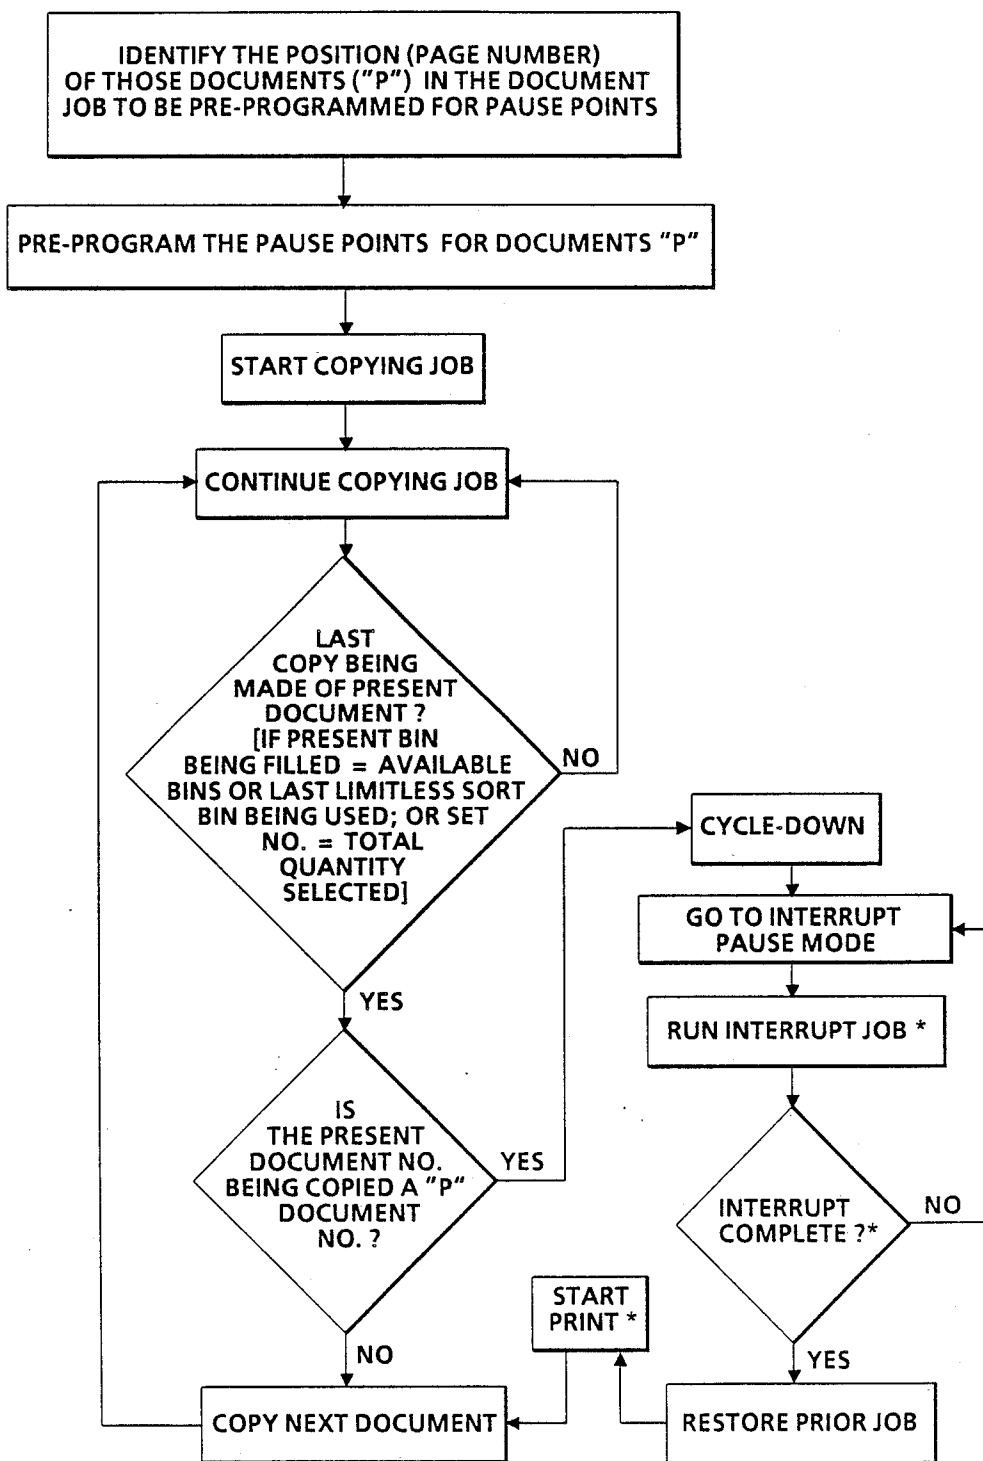 IDENTIFY THE POSITION (PAGE NUMBER)
OF THOSE DOCUMENTS ("P") IN THE DOCUMENT
JOB TO BE PRE-PROGRAMMED FOR PAUSE POINTS
PRE-PROGRAM THE PAUSE POINTS FOR DOCUMENTS "P"
START COPYING JOB
CONTINUE COPYING JOB
LAST
COPY BEING
MADE OF PRESENT
DOCUMENT ?
[IF PRESENT BIN
BEING FILLED = AVAILABLE
BINS OR LAST LIMITLESS SORT
BIN BEING USED; OR SET
NO. = TOTAL
QUANTITY
SELECTED]
NO
YES
IS
THE PRESENT
DOCUMENT NO.
BEING COPIED A "P"
DOCUMENT
NO. ?
YES
NO
COPY NEXT DOCUMENT
CYCLE-DOWN
GO TO INTERRUPT
PAUSE MODE
RUN INTERRUPT JOB *
INTERRUPT
COMPLETE ?*
NO
YES
RESTORE PRIOR JOB
START
PRINT *